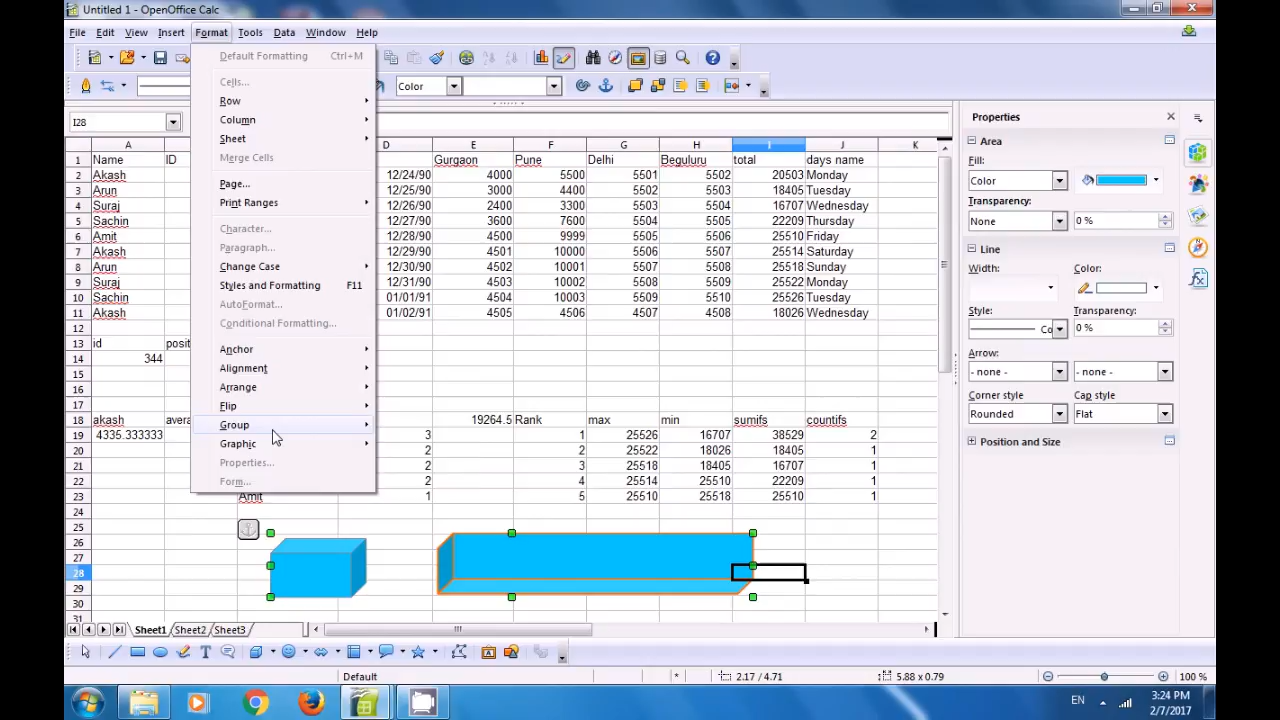 Untitled 1 - OpenOffice Calc
File Edit View Insert Format Tools Data Window Help
Default Formatting Ctrl+M
Cells...
Row
Column
Sheet
Merge Cells
Page...
Print Ranges
Character...
Paragraph...
Change Case
Styles and Formatting F11
AutoFormat...
Conditional Formatting...
Anchor
Alignment
Arrange
Flip
Group
Graphic
Properties...
Form...
Color
I28
A D E F G H I J K
1 Name ID Gurgaon Pune Delhi Beguluru total days name
2 Akash 12/24/90 4000 5500 5501 5502 20503 Monday
3 Arun 12/25/90 3000 4400 5502 5503 18405 Tuesday
4 Suraj 12/26/90 2400 3300 5503 5504 16707 Wednesday
5 Sachin 12/27/90 3600 7600 5504 5505 22209 Thursday
6 Amit 12/28/90 4500 9999 5505 5506 25510 Friday
7 Akash 12/29/90 4501 10000 5506 5507 25514 Saturday
8 Arun 12/30/90 4502 10001 5507 5508 25518 Sunday
9 Suraj 12/31/90 4503 10002 5508 5509 25522 Monday
10 Sachin 01/01/91 4504 10003 5509 5510 25526 Tuesday
11 Akash 01/02/91 4505 4506 4507 4508 18026 Wednesday
12
13 id posit
14 344
15
16
17
18 akash avera 19264.5 Rank max min sumifs countifs
19 4335.333333 3 1 25526 16707 38529 2
20 2 2 25522 18026 18405 1
21 2 3 25518 18405 16707 1
22 2 4 25514 25510 22209 1
23 Amit 1 5 25510 25518 25510 1
24
25
26
27
28
29
30
31
Properties
Area
Fill:
Color
Transparency:
None 0 %
Line
Width: Color:
Style: Transparency:
Co 0 %
Arrow:
- none - - none -
Corner style Cap style
Rounded Flat
Position and Size
Sheet1 Sheet2 Sheet3
Default * 2.17 / 4.71 5.88 x 0.79 100 %
EN 3:24 PM
2/7/2017